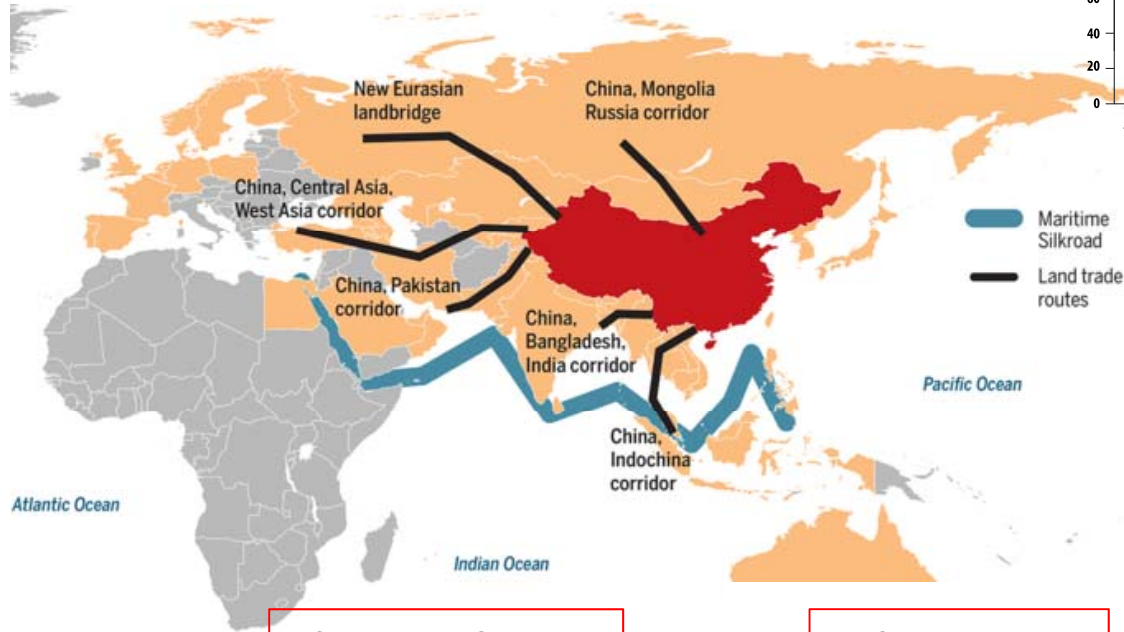 60
40
20
0
New Eurasian
landbridge
China, Mongolia
Russia corridor
China, Central Asia,
West Asia corridor
Maritime
Silkroad
Land trade
routes
China, Pakistan
corridor
China,
Bangladesh,
India corridor
Pacific Ocean
China,
Indochina
corridor
Atlantic Ocean
Indian Ocean